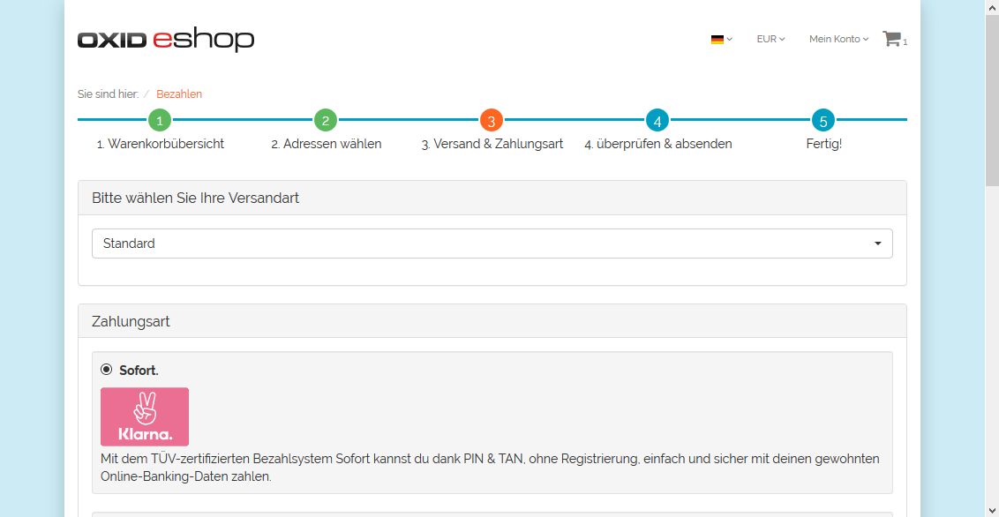 OXID eshop
EUR
Mein Konto
1
Sie sind hier: / Bezahlen
1 2 3 4 5
1. Warenkorbübersicht 2. Adressen wählen 3. Versand & Zahlungsart 4. überprüfen & absenden Fertig!
Bitte wählen Sie Ihre Versandart
Standard
Zahlungsart
Sofort.
Klarna.
Mit dem TÜV-zertifizierten Bezahlsystem Sofort kannst du dank PIN & TAN, ohne Registrierung, einfach und sicher mit deinen gewohnten
Online-Banking-Daten zahlen.